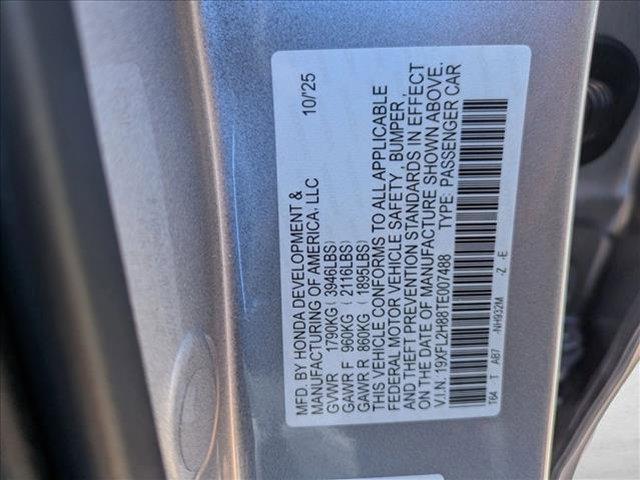 MFD. BY HONDA DEVELOPMENT & 10/'25
MANUFACTURING OF AMERICA, LLC
GVWR 1790KG (3946LBS)
GAWR F 960KG ( 2116LBS)
GAWR R 860KG ( 1895LBS)
THIS VEHICLE CONFORMS TO ALL APPLICABLE
FEDERAL MOTOR VEHICLE SAFETY , BUMPER ,
AND THEFT PREVENTION STANDARDS IN EFFECT
ON THE DATE OF MANUFACTURE SHOWN ABOVE.
V.I.N. 19XFL2H88TE007488 TYPE: PASSENGER CAR
T64 T A87 -NH932M -Z -E